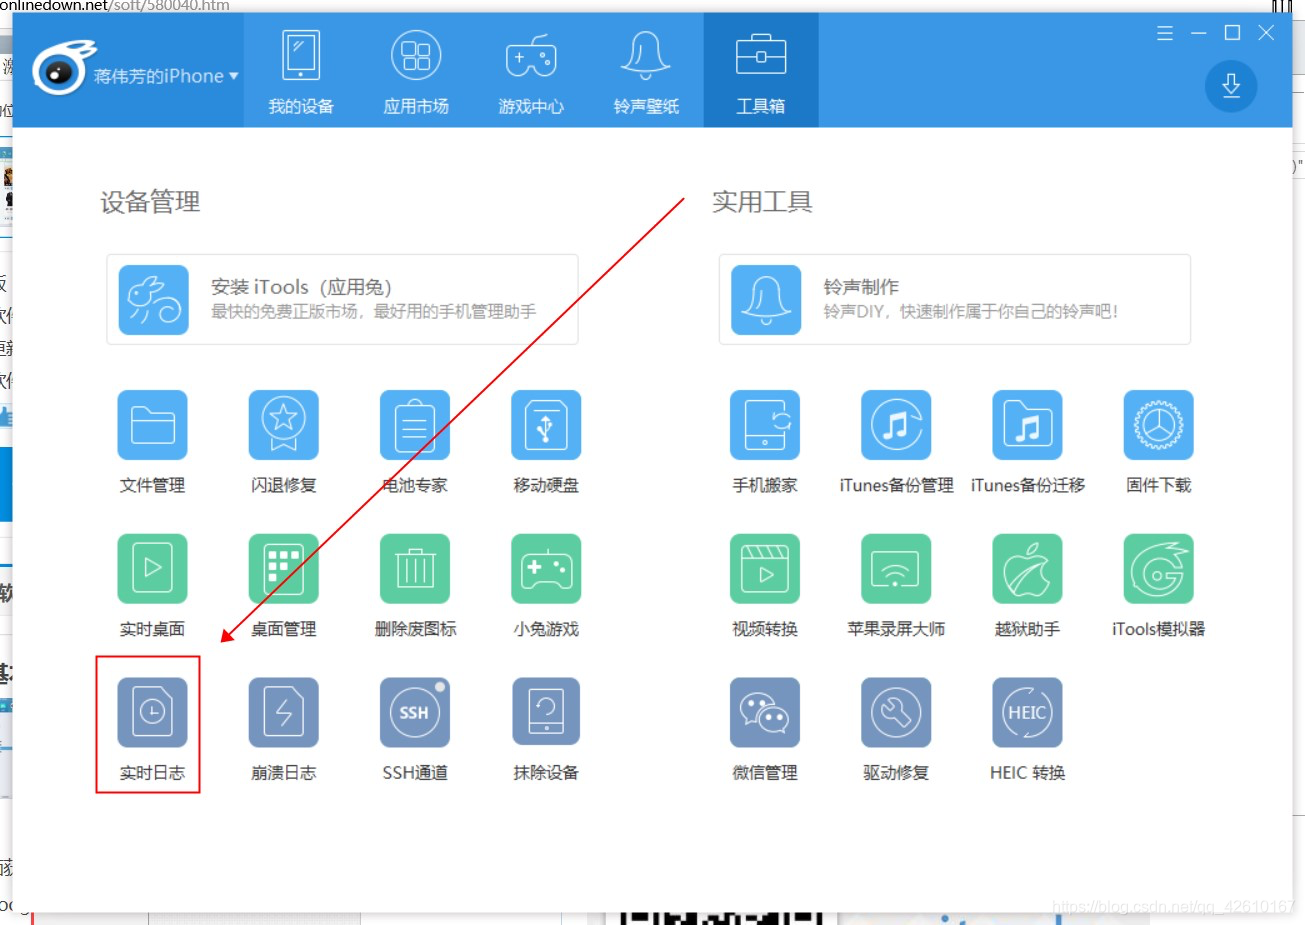 onlinedown.net/soft/580040.htm
蒋伟芳的iPhone
我的设备
应用市场
游戏中心
铃声壁纸
工具箱
设备管理
实用工具
安装 iTools（应用兔）
最快的免费正版市场，最好用的手机管理助手
铃声制作
铃声DIY，快速制作属于你自己的铃声吧！
文件管理
闪退修复
电池专家
移动硬盘
手机搬家
iTunes备份管理
iTunes备份迁移
固件下载
实时桌面
桌面管理
删除废图标
小兔游戏
视频转换
苹果录屏大师
越狱助手
iTools模拟器
SSH
HEIC
实时日志
崩溃日志
SSH通道
抹除设备
微信管理
驱动修复
HEIC 转换
https://blog.csdn.net/qq_42610167